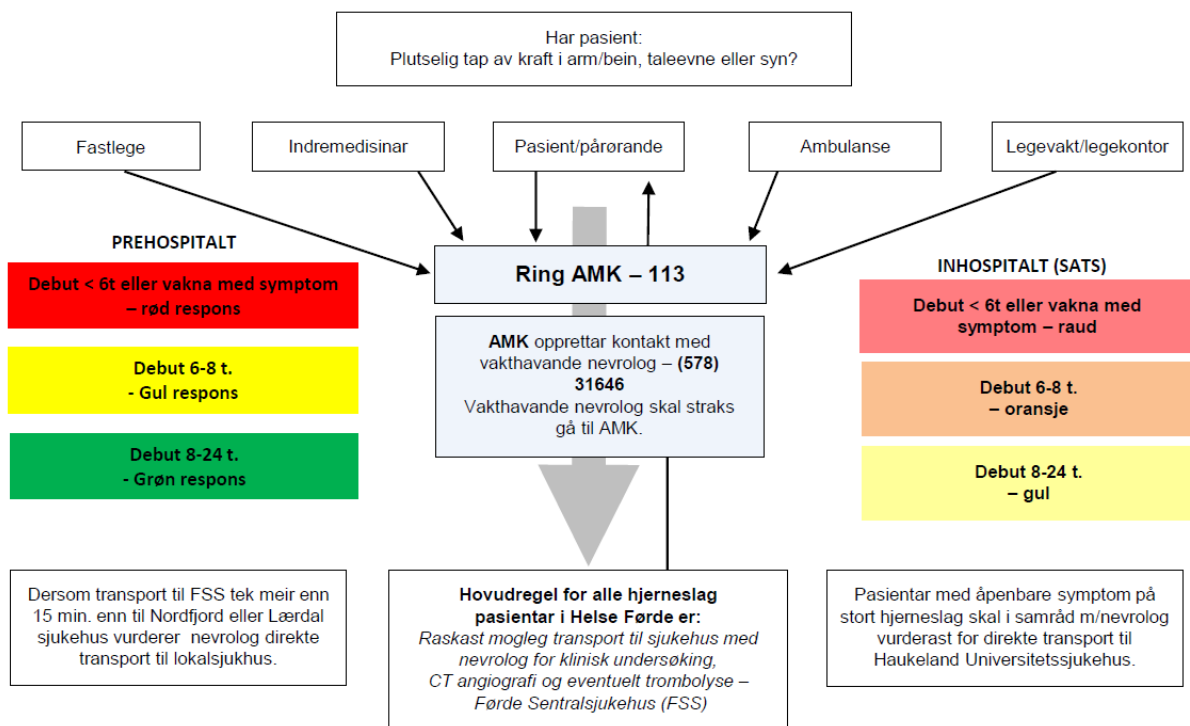 Har pasient:
Plutselig tap av kraft i arm/bein, taleevne eller syn?
Fastlege
Indremedisinar
Pasient/pårørande
Ambulanse
Legevakt/legekontor
PREHOSPITALT
Debut < 6t eller vakna med symptom
– rød respons
Debut 6-8 t.
- Gul respons
Debut 8-24 t.
- Grøn respons
Ring AMK – 113
AMK opprettar kontakt med
vakthavande nevrolog – (578)
31646
Vakthavande nevrolog skal straks
gå til AMK.
INHOSPITALT (SATS)
Debut < 6t eller vakna med
symptom – raud
Debut 6-8 t.
– oransje
Debut 8-24 t.
– gul
Dersom transport til FSS tek meir enn
15 min. enn til Nordfjord eller Lærdal
sjukehus vurderer nevrolog direkte
transport til lokalsjukhus.
Hovudregel for alle hjerneslag
pasientar i Helse Førde er:
Raskast mogleg transport til sjukehus med
nevrolog for klinisk undersøking,
CT angiografi og eventuelt trombolyse –
Førde Sentralsjukehus (FSS)
Pasientar med åpenbare symptom på
stort hjerneslag skal i samråd m/nevrolog
vurderast for direkte transport til
Haukeland Universitetssjukehus.